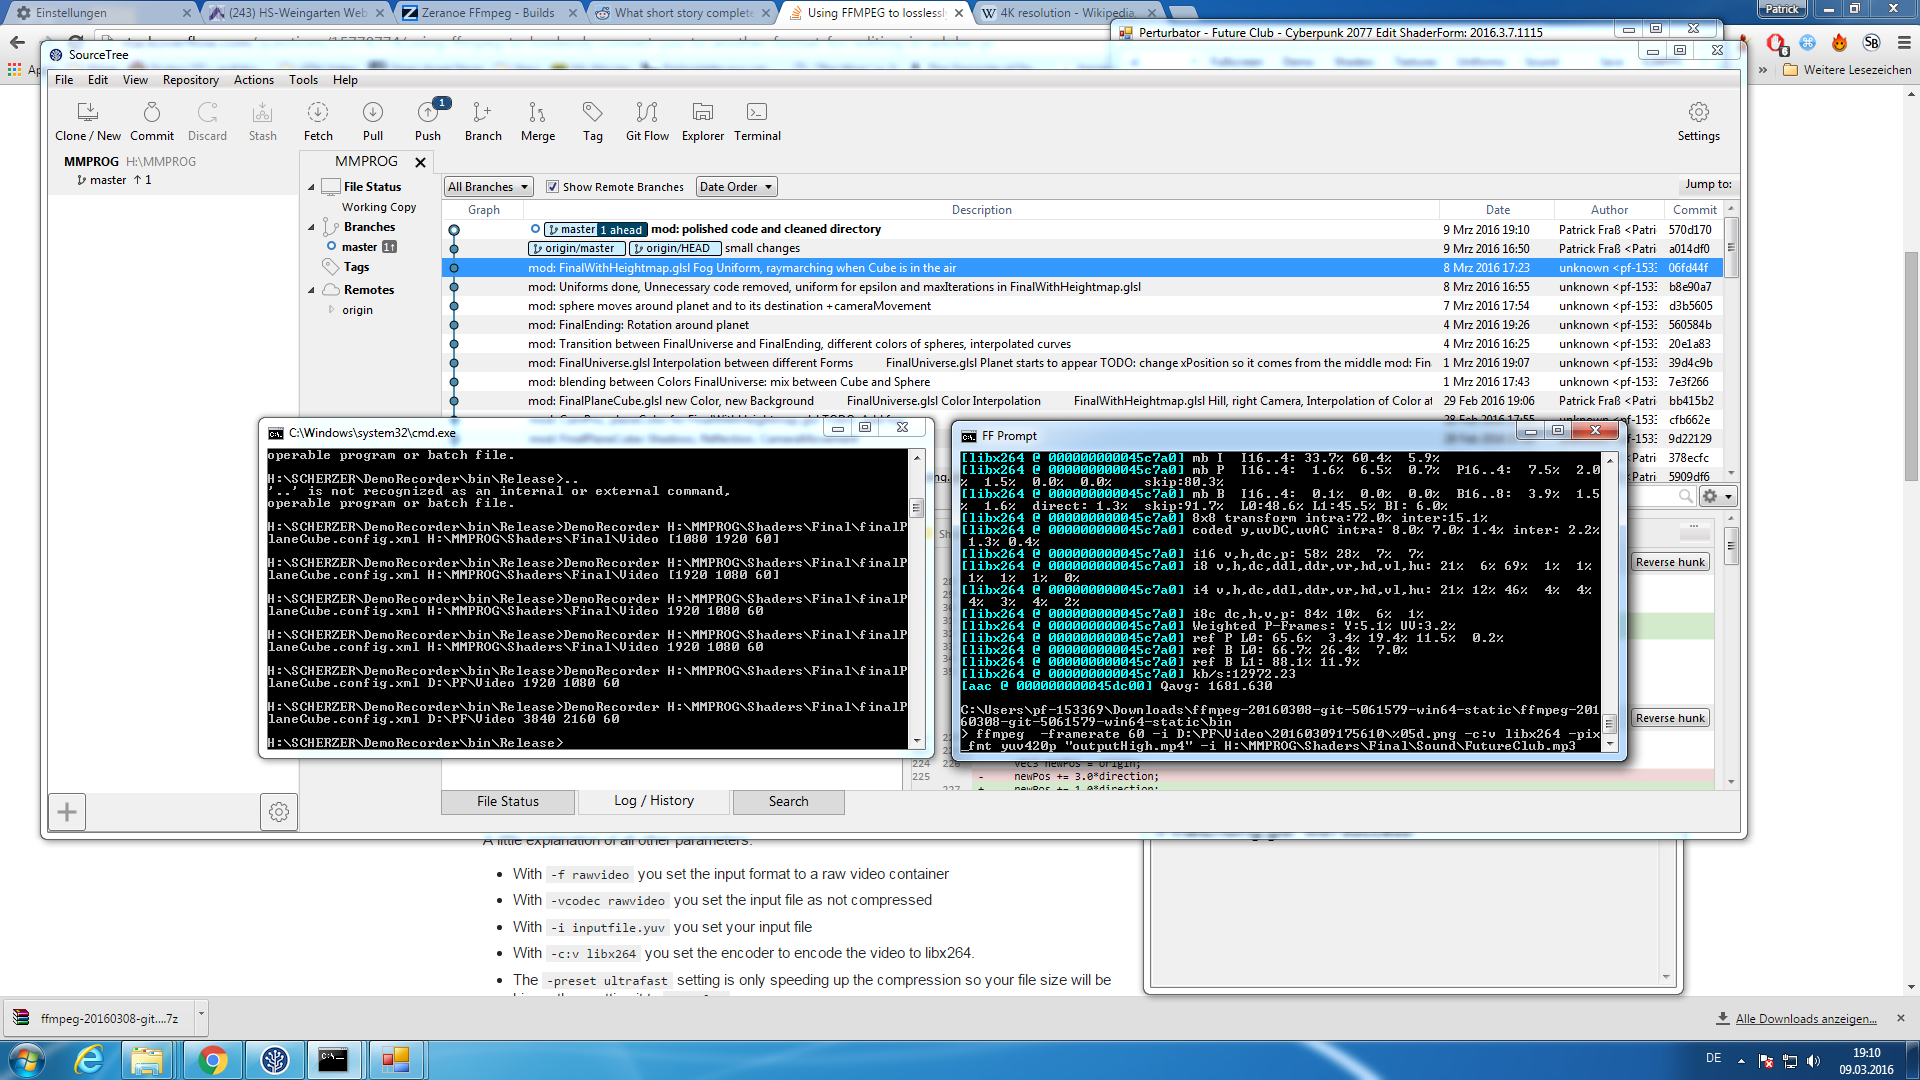 Einstellungen
(243) HS-Weingarten Web
Zeranoe FFmpeg - Builds
What short story complete
Using FFMPEG to losslessly
4K resolution - Wikipedia,
Patrick
Perturbator - Future Club - Cyberpunk 2077 Edit ShaderForm: 2016.3.7.1115
Weitere Lesezeichen
SourceTree
File Edit View Repository Actions Tools Help
Clone / New Commit Discard Stash Fetch Pull Push Branch Merge Tag Git Flow Explorer Terminal Settings
1
MMPROG H:\MMPROG
master ↑ 1
MMPROG
File Status
Working Copy
Branches
master 1↑
Tags
Remotes
origin
All Branches Show Remote Branches Date Order Jump to:
Graph Description Date Author Commit
master 1 ahead mod: polished code and cleaned directory 9 Mrz 2016 19:10 Patrick Fraß <Patri 570d170
origin/master origin/HEAD small changes 9 Mrz 2016 16:50 Patrick Fraß <Patri a014df0
mod: FinalWithHeightmap.glsl Fog Uniform, raymarching when Cube is in the air 8 Mrz 2016 17:23 unknown <pf-153: 06fd44f
mod: Uniforms done, Unnecessary code removed, uniform for epsilon and maxIterations in FinalWithHeightmap.glsl 8 Mrz 2016 16:55 unknown <pf-153: b8e90a7
mod: sphere moves around planet and to its destination +cameraMovement 7 Mrz 2016 17:54 unknown <pf-153: d3b5605
mod: FinalEnding: Rotation around planet 4 Mrz 2016 19:26 unknown <pf-153: 560584b
mod: Transition between FinalUniverse and FinalEnding, different colors of spheres, interpolated curves 4 Mrz 2016 16:25 unknown <pf-153: 20e1a83
mod: FinalUniverse.glsl Interpolation between different Forms FinalUniverse.glsl Planet starts to appear TODO: change xPosition so it comes from the middle mod: Fin 1 Mrz 2016 19:07 unknown <pf-153: 39d4c9b
mod: blending between Colors FinalUniverse: mix between Cube and Sphere 1 Mrz 2016 17:43 unknown <pf-153: 7e3f266
mod: FinalPlaneCube.glsl new Color, new Background FinalUniverse.glsl Color Interpolation FinalWithHeightmap.glsl Hill, right Camera, Interpolation of Color at 29 Feb 2016 19:06 Patrick Fraß <Patri bb415b2
cfb662e
9d22129
378ecfc
5909df6
C:\Windows\system32\cmd.exe
operable program or batch file.
H:\SCHERZER\DemoRecorder\bin\Release>..
'..' is not recognized as an internal or external command,
operable program or batch file.
H:\SCHERZER\DemoRecorder\bin\Release>DemoRecorder H:\MMPROG\Shaders\Final\finalP
laneCube.config.xml H:\MMPROG\Shaders\Final\Video [1080 1920 60]
H:\SCHERZER\DemoRecorder\bin\Release>DemoRecorder H:\MMPROG\Shaders\Final\finalP
laneCube.config.xml H:\MMPROG\Shaders\Final\Video [1920 1080 60]
H:\SCHERZER\DemoRecorder\bin\Release>DemoRecorder H:\MMPROG\Shaders\Final\finalP
laneCube.config.xml H:\MMPROG\Shaders\Final\Video 1920 1080 60
H:\SCHERZER\DemoRecorder\bin\Release>DemoRecorder H:\MMPROG\Shaders\Final\finalP
laneCube.config.xml H:\MMPROG\Shaders\Final\Video 1920 1080 60
H:\SCHERZER\DemoRecorder\bin\Release>DemoRecorder H:\MMPROG\Shaders\Final\finalP
laneCube.config.xml D:\PF\Video 1920 1080 60
H:\SCHERZER\DemoRecorder\bin\Release>DemoRecorder H:\MMPROG\Shaders\Final\finalP
laneCube.config.xml D:\PF\Video 3840 2160 60
H:\SCHERZER\DemoRecorder\bin\Release>
FF Prompt
[libx264 @ 000000000045c7a0] mb I I16..4: 33.7% 60.4% 5.9%
[libx264 @ 000000000045c7a0] mb P I16..4: 1.6% 6.5% 0.7% P16..4: 7.5% 2.0
% 1.5% 0.0% 0.0% skip:80.3%
[libx264 @ 000000000045c7a0] mb B I16..4: 0.1% 0.0% 0.0% B16..8: 3.9% 1.5
% 1.6% direct: 1.3% skip:91.7% L0:48.6% L1:45.5% BI: 6.0%
[libx264 @ 000000000045c7a0] 8x8 transform intra:72.0% inter:15.1%
[libx264 @ 000000000045c7a0] coded y,uvDC,uvAC intra: 8.0% 7.0% 1.4% inter: 2.2%
1.3% 0.4%
[libx264 @ 000000000045c7a0] i16 v,h,dc,p: 58% 28% 7% 7%
[libx264 @ 000000000045c7a0] i8 v,h,dc,ddl,ddr,vr,hd,vl,hu: 21% 6% 69% 1% 1%
1% 1% 1% 0%
[libx264 @ 000000000045c7a0] i4 v,h,dc,ddl,ddr,vr,hd,vl,hu: 21% 12% 46% 4% 4%
4% 3% 4% 2%
[libx264 @ 000000000045c7a0] i8c dc,h,v,p: 84% 10% 6% 1%
[libx264 @ 000000000045c7a0] Weighted P-Frames: Y:5.1% UV:3.2%
[libx264 @ 000000000045c7a0] ref P L0: 65.6% 3.4% 19.4% 11.5% 0.2%
[libx264 @ 000000000045c7a0] ref B L0: 66.7% 26.4% 7.0%
[libx264 @ 000000000045c7a0] ref B L1: 88.1% 11.9%
[libx264 @ 000000000045c7a0] kb/s:12972.23
[aac @ 000000000045dc00] Qavg: 1681.630
C:\Users\pf-153369\Downloads\ffmpeg-20160308-git-5061579-win64-static\ffmpeg-201
60308-git-5061579-win64-static\bin
> ffmpeg -framerate 60 -i D:\PF\Video\20160309175610\%05d.png -c:v libx264 -pix
_fmt yuv420p "outputHigh.mp4" -i H:\MMPROG\Shaders\Final\Sound\FutureClub.mp3
Reverse hunk
Reverse hunk
224
225 - newPos += 3.0*direction;
227 + newPos += 1.0*direction;
File Status Log / History Search
A little explanation of all other parameters:
With -f rawvideo you set the input format to a raw video container
With -vcodec rawvideo you set the input file as not compressed
With -i inputfile.yuv you set your input file
With -c:v libx264 you set the encoder to encode the video to libx264.
The -preset ultrafast setting is only speeding up the compression so your file size will be
ffmpeg-20160308-git....7z
Alle Downloads anzeigen...
DE
19:10
09.03.2016